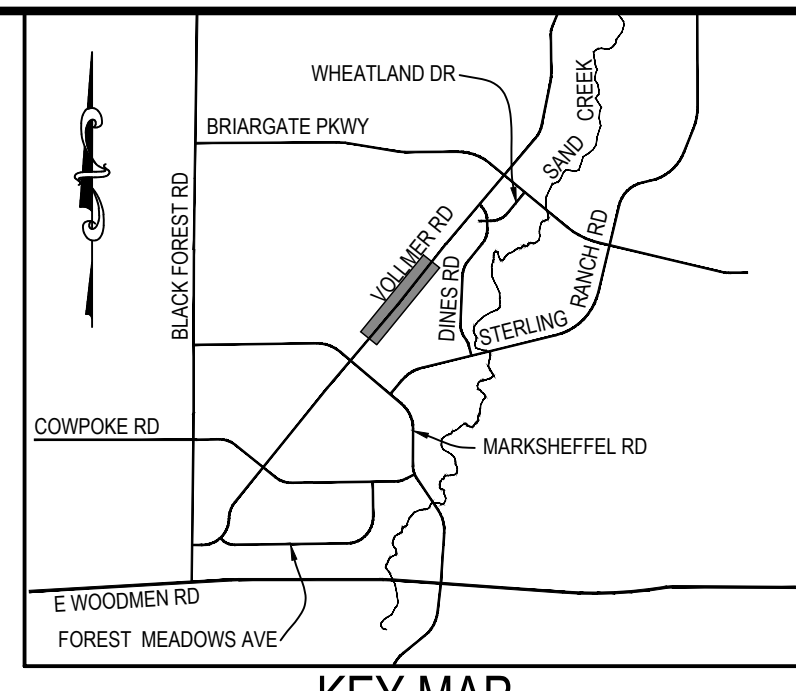 WHEATLAND DR
BRIARGATE PKWY
SAND CREEK
BLACK FOREST RD
VOLLMER RD
DINES RD
STERLING RANCH RD
COWPOKE RD
MARKSHEFFEL RD
E WOODMEN RD
FOREST MEADOWS AVE
KEY MAP